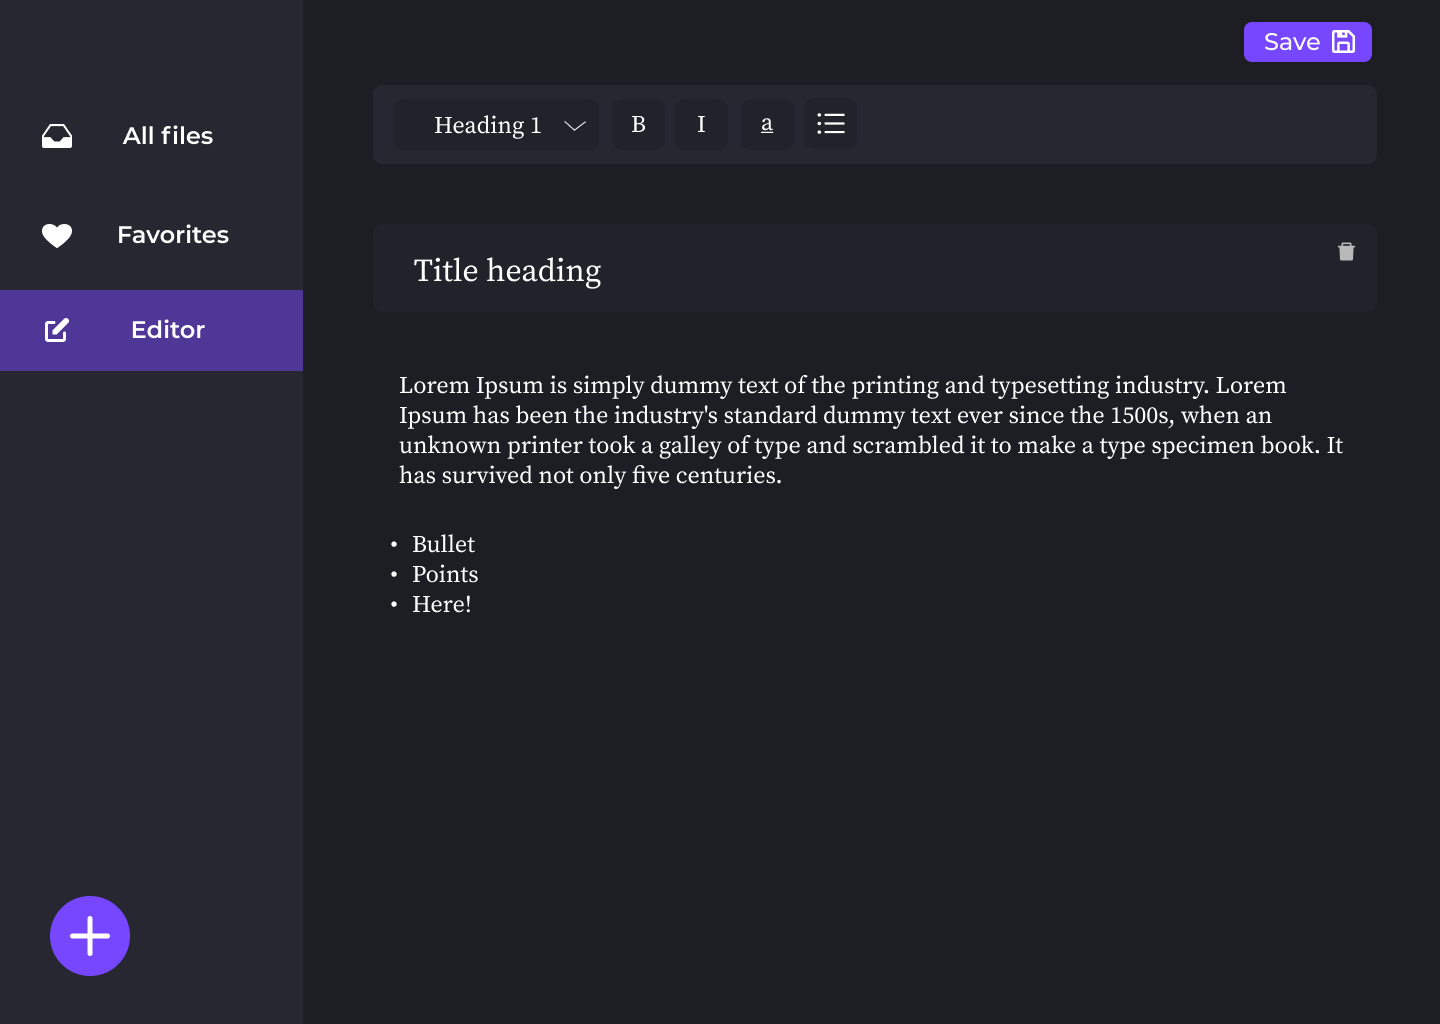 Save
All files
Favorites
Editor
Heading 1
B
I
a
Title heading
Lorem Ipsum is simply dummy text of the printing and typesetting industry. Lorem
Ipsum has been the industry's standard dummy text ever since the 1500s, when an
unknown printer took a galley of type and scrambled it to make a type specimen book. It
has survived not only five centuries.
• Bullet
• Points
• Here!